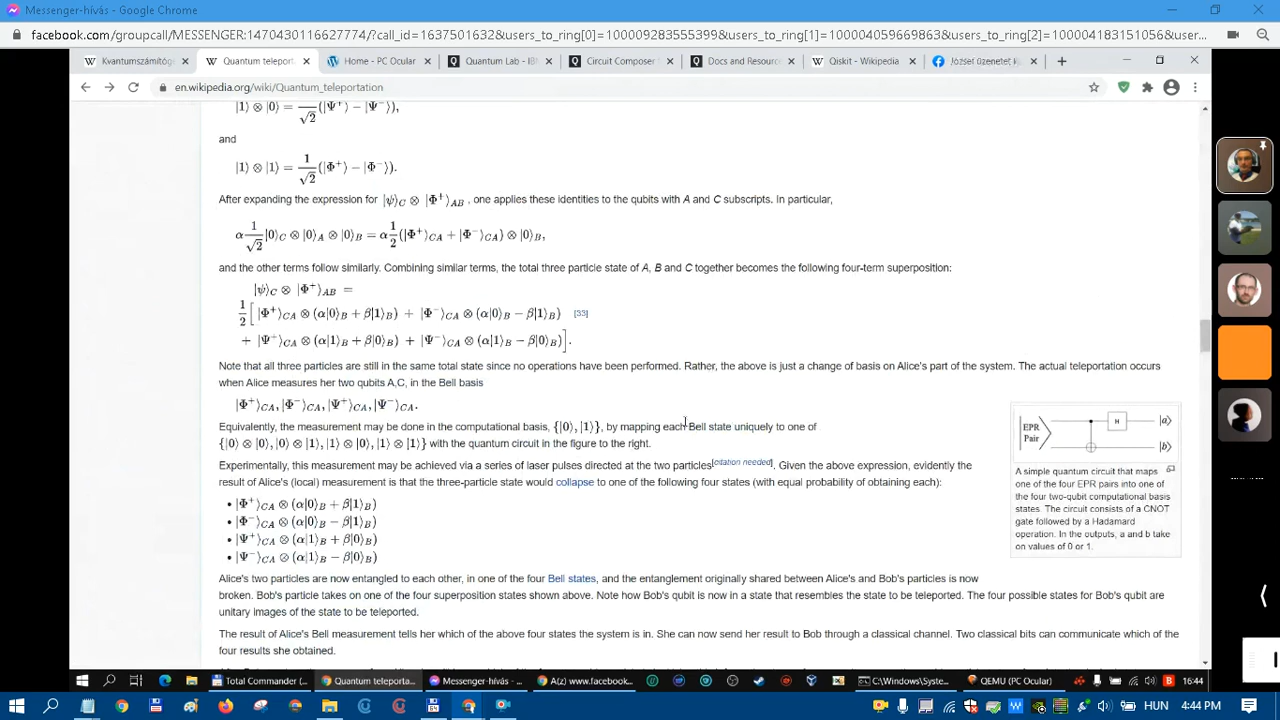 Messenger-hívás - Google Chrome
facebook.com/groupcall/MESSENGER:1470430116627774/?call_id=1637501632&users_to_ring[0]=100009283555399&users_to_ring[1]=100004059669863&users_to_ring[2]=100004183151056&us...
Kvantumszámítóg
Quantum teleport
Home - PC Ocular
Quantum Lab - IB
Circuit Composer
Docs and Resour
Qiskit - Wikipedia
József üzenetet ky
en.wikipedia.org/wiki/Quantum_teleportation
|1⟩ ⊗ |0⟩ = 1/√2 (|Ψ⁺⟩ − |Ψ⁻⟩),
and
|1⟩ ⊗ |1⟩ = 1/√2 (|Φ⁺⟩ − |Φ⁻⟩).
After expanding the expression for |ψ⟩C ⊗ |Φ⁺⟩AB , one applies these identities to the qubits with A and C subscripts. In particular,
α 1/√2 |0⟩C ⊗ |0⟩A ⊗ |0⟩B = α 1/2 (|Φ⁺⟩CA + |Φ⁻⟩CA) ⊗ |0⟩B,
and the other terms follow similarly. Combining similar terms, the total three particle state of A, B and C together becomes the following four-term superposition:
|ψ⟩C ⊗ |Φ⁺⟩AB =
1/2 [ |Φ⁺⟩CA ⊗ (α|0⟩B + β|1⟩B) + |Φ⁻⟩CA ⊗ (α|0⟩B − β|1⟩B) [33]
+ |Ψ⁺⟩CA ⊗ (α|1⟩B + β|0⟩B) + |Ψ⁻⟩CA ⊗ (α|1⟩B − β|0⟩B) ].
Note that all three particles are still in the same total state since no operations have been performed. Rather, the above is just a change of basis on Alice's part of the system. The actual teleportation occurs
when Alice measures her two qubits A,C, in the Bell basis
|Φ⁺⟩CA, |Φ⁻⟩CA, |Ψ⁺⟩CA, |Ψ⁻⟩CA.
Equivalently, the measurement may be done in the computational basis, {|0⟩, |1⟩}, by mapping each Bell state uniquely to one of
{|0⟩ ⊗ |0⟩, |0⟩ ⊗ |1⟩, |1⟩ ⊗ |0⟩, |1⟩ ⊗ |1⟩} with the quantum circuit in the figure to the right.
Experimentally, this measurement may be achieved via a series of laser pulses directed at the two particles[citation needed]. Given the above expression, evidently the
result of Alice's (local) measurement is that the three-particle state would collapse to one of the following four states (with equal probability of obtaining each):
• |Φ⁺⟩CA ⊗ (α|0⟩B + β|1⟩B)
• |Φ⁻⟩CA ⊗ (α|0⟩B − β|1⟩B)
• |Ψ⁺⟩CA ⊗ (α|1⟩B + β|0⟩B)
• |Ψ⁻⟩CA ⊗ (α|1⟩B − β|0⟩B)
Alice's two particles are now entangled to each other, in one of the four Bell states, and the entanglement originally shared between Alice's and Bob's particles is now
broken. Bob's particle takes on one of the four superposition states shown above. Note how Bob's qubit is now in a state that resembles the state to be teleported. The four possible states for Bob's qubit are
unitary images of the state to be teleported.
The result of Alice's Bell measurement tells her which of the above four states the system is in. She can now send her result to Bob through a classical channel. Two classical bits can communicate which of the
four results she obtained.
EPR
Pair
H
|a⟩
|b⟩
A simple quantum circuit that maps
one of the four EPR pairs into one of
the four two-qubit computational basis
states. The circuit consists of a CNOT
gate followed by a Hadamard
operation. In the outputs, a and b take
on values of 0 or 1.
Total Commander (...
Quantum teleporta...
Messenger-hívás - ...
A(z) www.facebook...
C:\Windows\Syste...
QEMU (PC Ocular)
16:44
4:44 PM
HUN